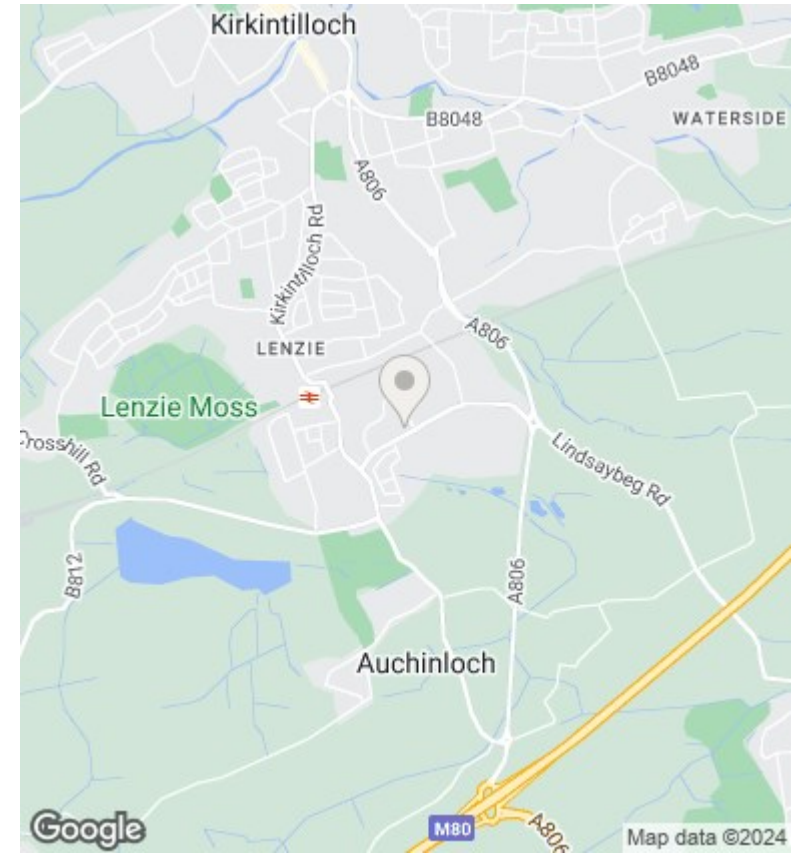 Kirkintilloch
B8048
B8048
WATERSIDE
A806
Kirkintilloch Rd
A806
LENZIE
Lenzie Moss
Crosshill Rd
Lindsaybeg Rd
B812
A806
Auchinloch
Google
M80
A806
Map data ©2024